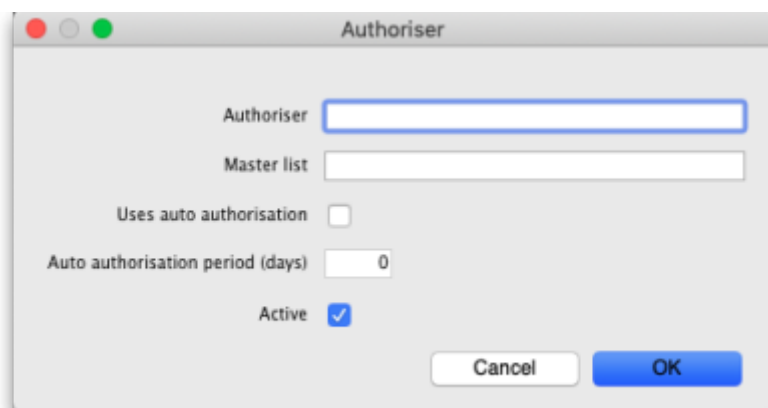 Authoriser
Authoriser
Master list
Uses auto authorisation
Auto authorisation period (days) 0
Active
Cancel OK